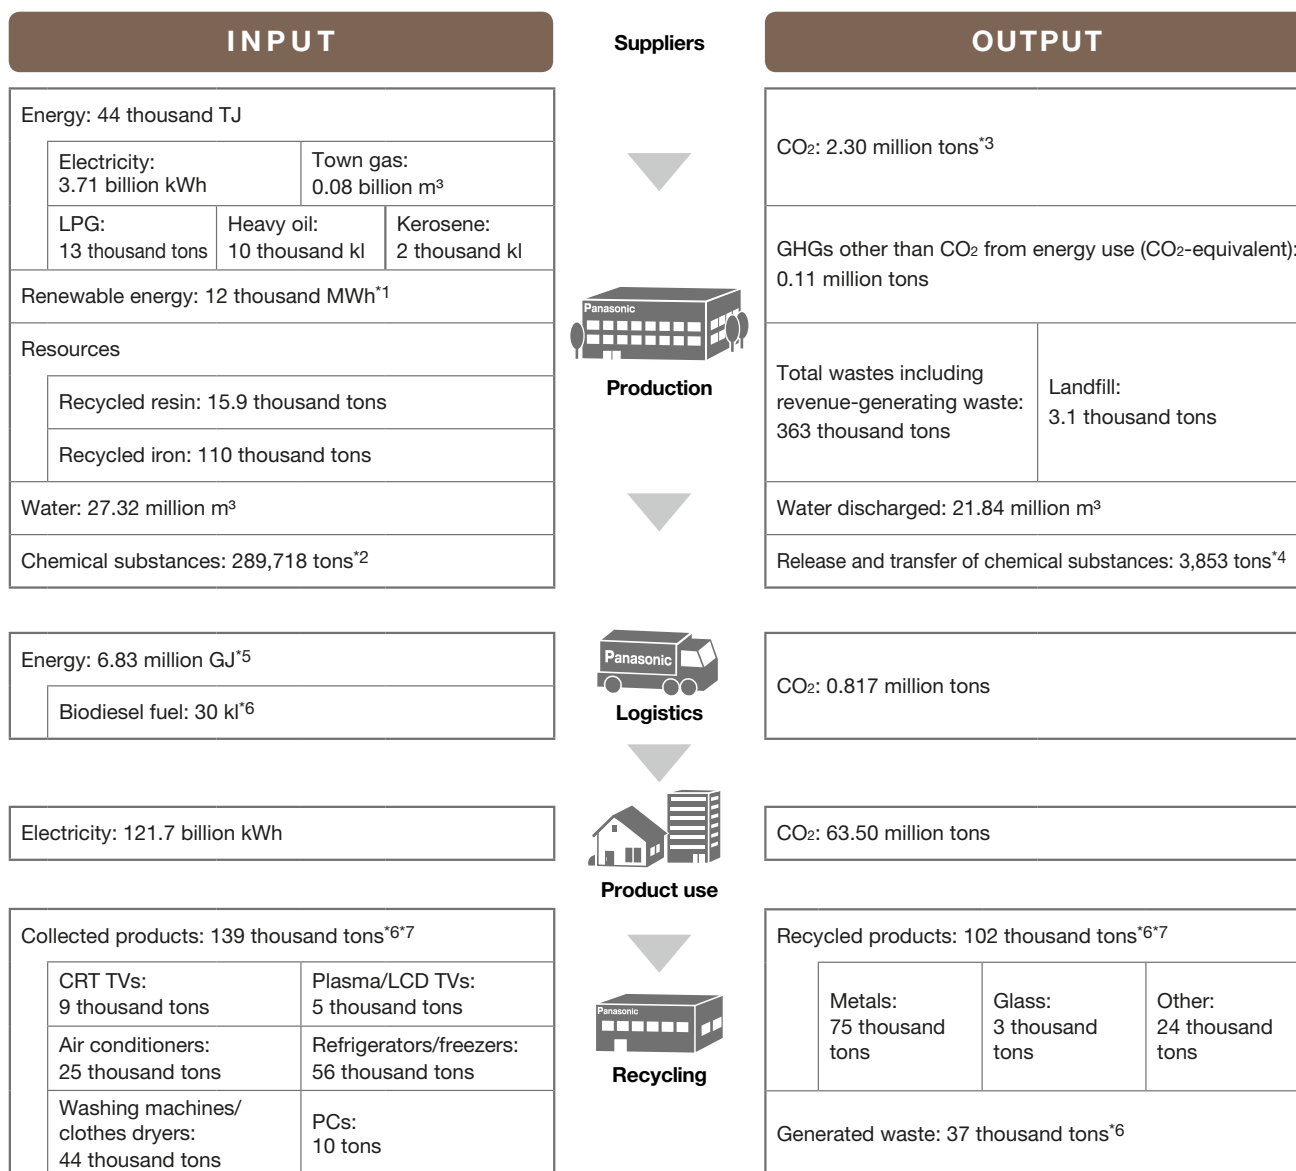 INPUT
Suppliers
OUTPUT
Energy: 44 thousand TJ
Electricity:
3.71 billion kWh
Town gas:
0.08 billion m³
LPG:
13 thousand tons
Heavy oil:
10 thousand kl
Kerosene:
2 thousand kl
Renewable energy: 12 thousand MWh*1
Resources
Recycled resin: 15.9 thousand tons
Recycled iron: 110 thousand tons
Water: 27.32 million m³
Chemical substances: 289,718 tons*2
Panasonic
Production
CO2: 2.30 million tons*3
GHGs other than CO2 from energy use (CO2-equivalent):
0.11 million tons
Total wastes including
revenue-generating waste:
363 thousand tons
Landfill:
3.1 thousand tons
Water discharged: 21.84 million m³
Release and transfer of chemical substances: 3,853 tons*4
Energy: 6.83 million GJ*5
Biodiesel fuel: 30 kl*6
Panasonic
Logistics
CO2: 0.817 million tons
Electricity: 121.7 billion kWh
Product use
CO2: 63.50 million tons
Collected products: 139 thousand tons*6*7
CRT TVs:
9 thousand tons
Plasma/LCD TVs:
5 thousand tons
Air conditioners:
25 thousand tons
Refrigerators/freezers:
56 thousand tons
Washing machines/
clothes dryers:
44 thousand tons
PCs:
10 tons
Panasonic
Recycling
Recycled products: 102 thousand tons*6*7
Metals:
75 thousand
tons
Glass:
3 thousand
tons
Other:
24 thousand
tons
Generated waste: 37 thousand tons*6